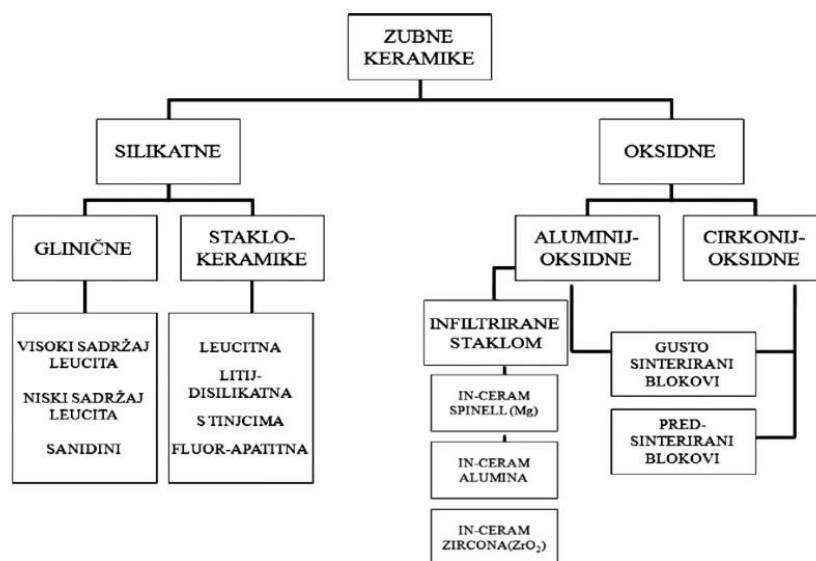 ZUBNE
KERAMIKE
SILIKATNE
OKSIDNE
GLINIČNE
STAKLO-
KERAMIKE
ALUMINIJ-
OKSIDNE
CIRKONIJ-
OKSIDNE
VISOKI SADRŽAJ
LEUCITA
NISKI SADRŽAJ
LEUCITA
SANIDINI
LEUCITNA
LITIJ-
DISILIKATNA
S TINJCIMA
FLUOR-APATITNA
INFILTRIRANE
STAKLOM
IN-CERAM
SPINELL (Mg)
IN-CERAM
ALUMINA
IN-CERAM
ZIRCONA(ZrO₂)
GUSTO
SINTERIRANI
BLOKOVI
PRED-
SINTERIRANI
BLOKOVI